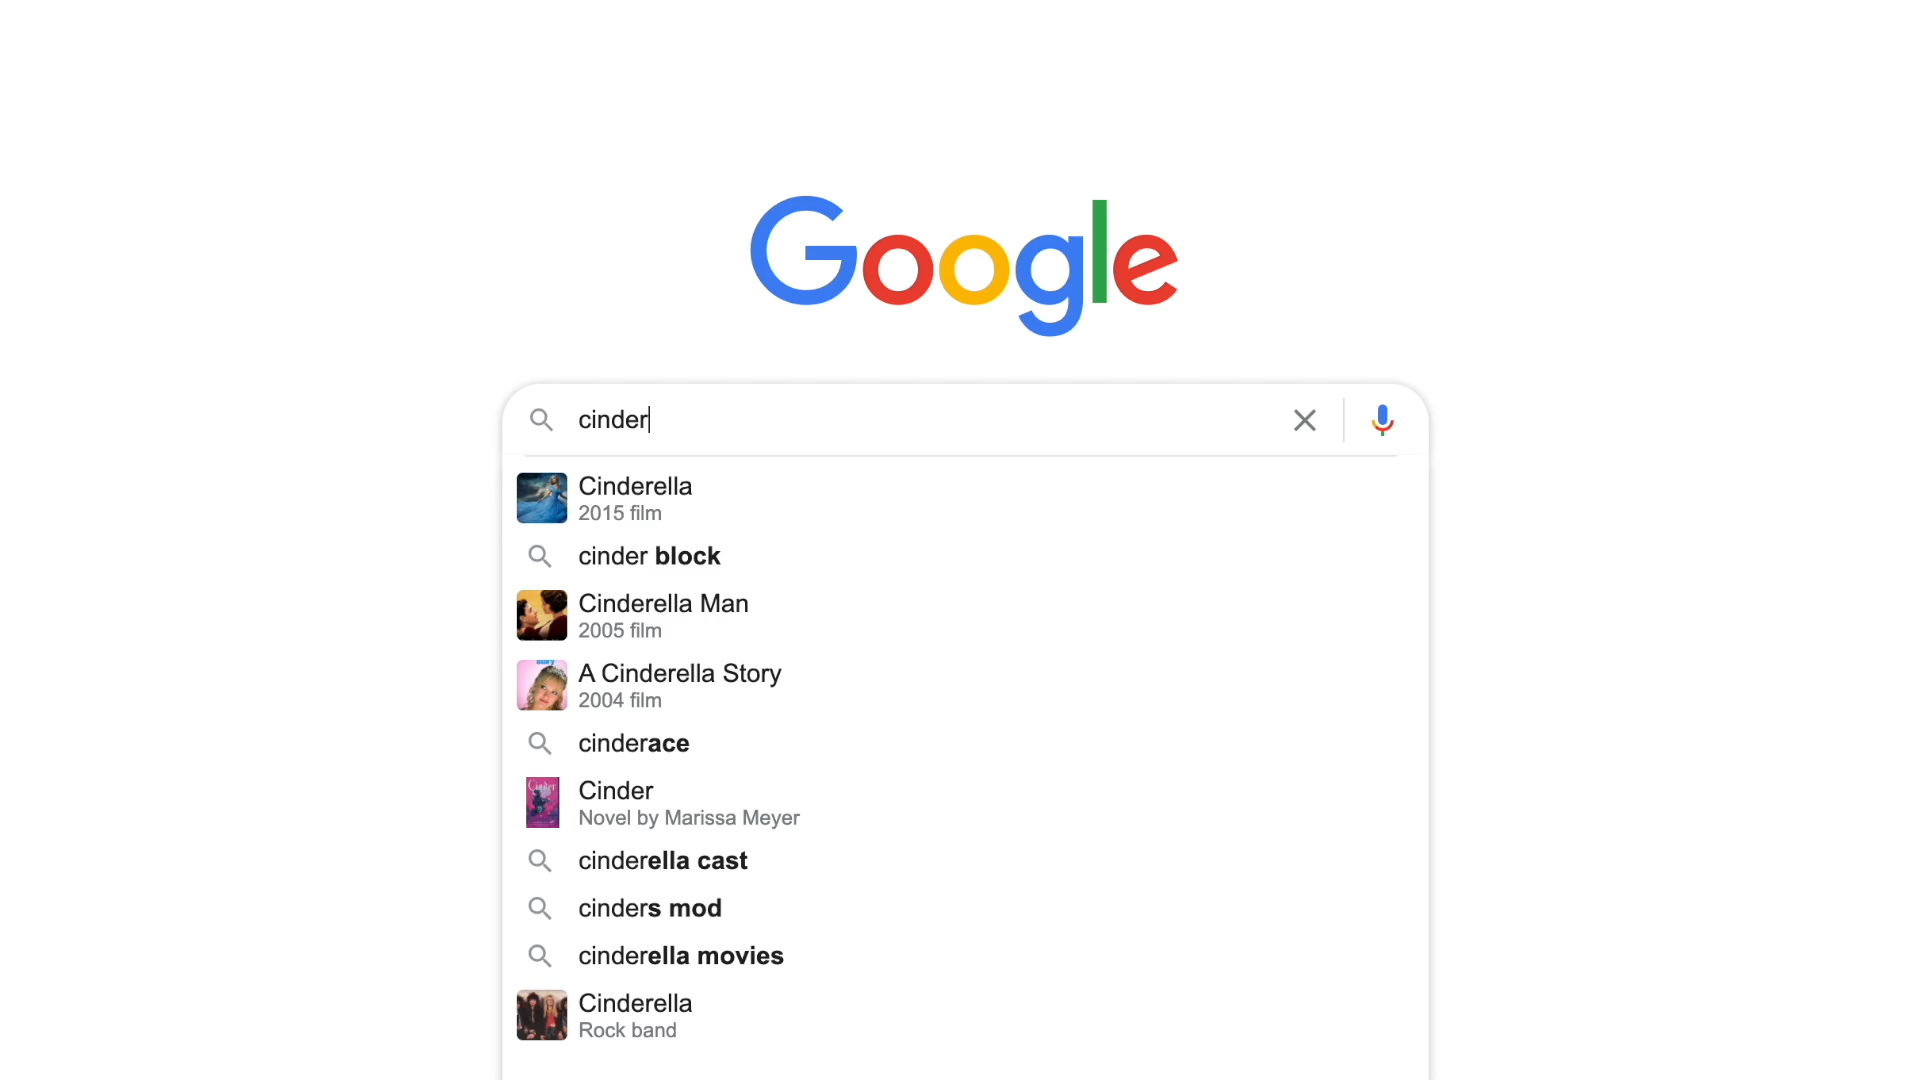 Google
cinder
Cinderella
2015 film
cinder block
Cinderella Man
2005 film
A Cinderella Story
2004 film
cinderace
Cinder
Novel by Marissa Meyer
cinderella cast
cinders mod
cinderella movies
Cinderella
Rock band